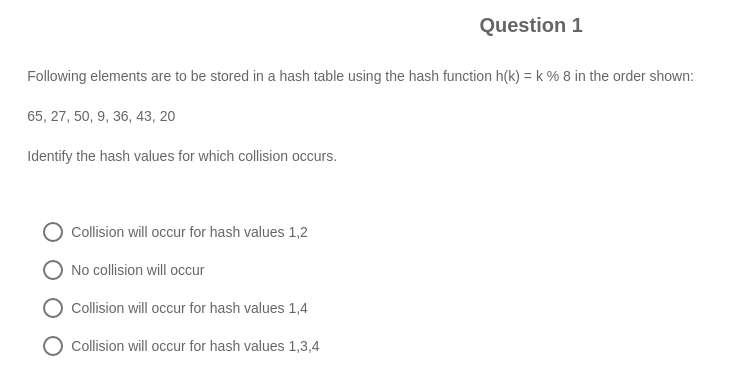 Question 1
Following elements are to be stored in a hash table using the hash function h(k) = k % 8 in the order shown:
65, 27, 50, 9, 36, 43, 20
Identify the hash values for which collision occurs.
Collision will occur for hash values 1,2
No collision will occur
Collision will occur for hash values 1,4
Collision will occur for hash values 1,3,4